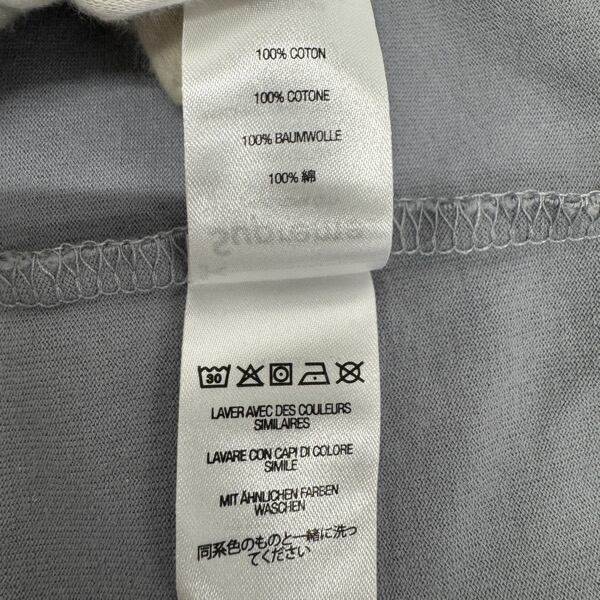 100% COTON
100% COTONE
100% BAUMWOLLE
100% 綿
30
LAVER AVEC DES COULEURS
SIMILAIRES
LAVARE CON CAPI DI COLORE
SIMILE
MIT ÄHNLICHEN FARBEN
WASCHEN
同系色のものと一緒に洗っ
てください